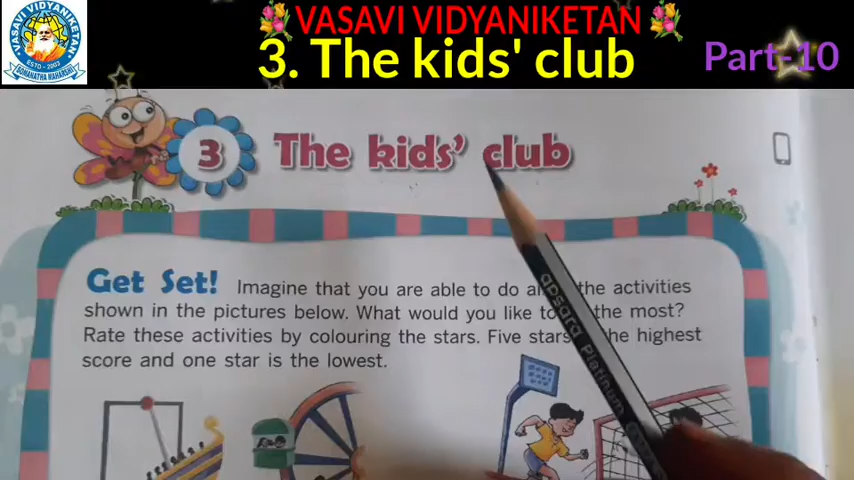 VASAVI VIDYANIKETAN
3. The kids' club
Part-10
VASAVI VIDYANIKETAN
ESTD - 2003
SOMANATHA MAHARSHI
3 The kids' club
Get Set! Imagine that you are able to do the activities
shown in the pictures below. What would you like to the most?
Rate these activities by colouring the stars. Five stars the highest
score and one star is the lowest.
apsara Platinum